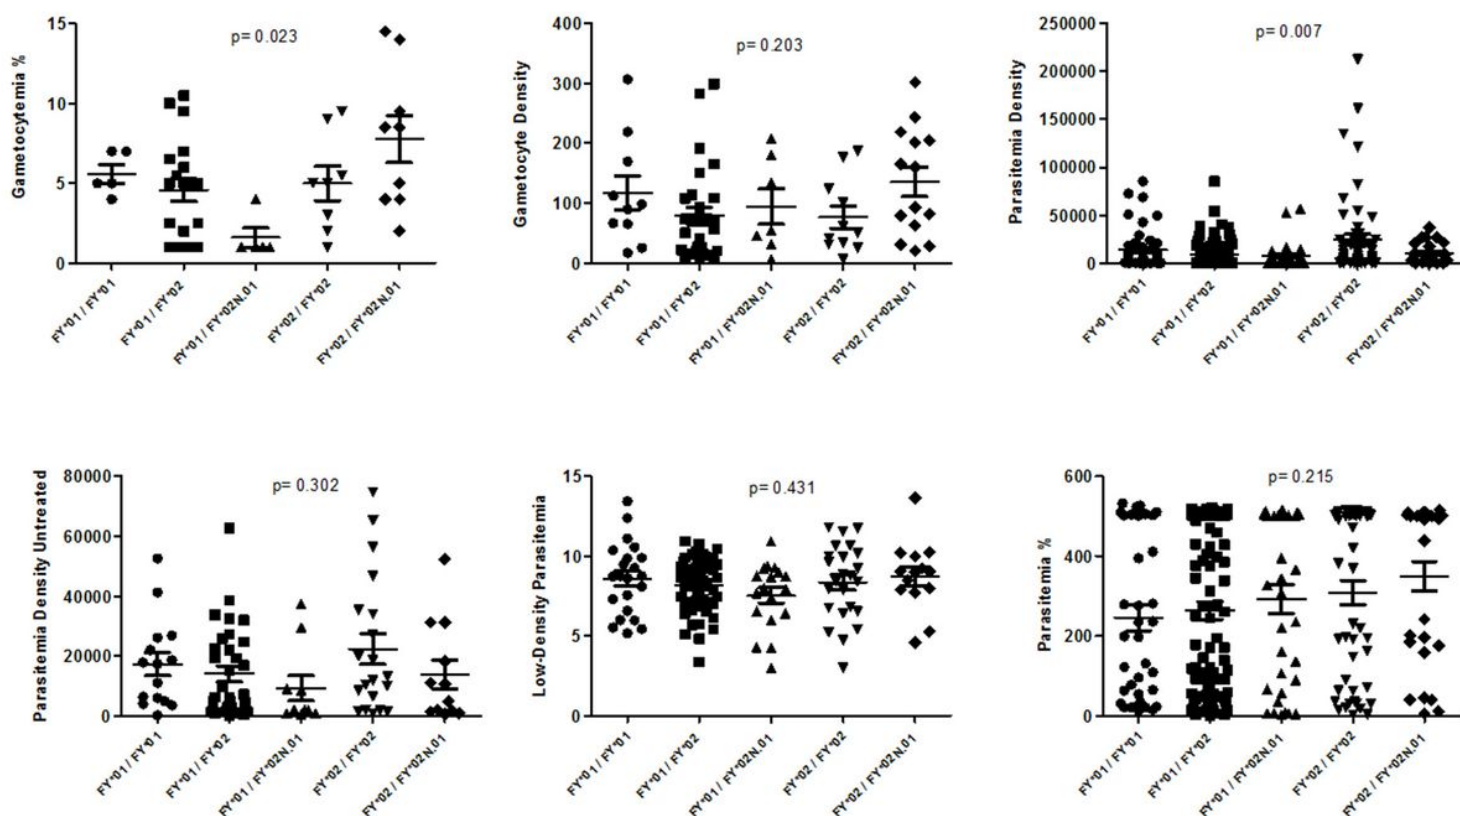 Gametocytemia %
15
10
5
0
p= 0.023
FY*01 / FY*01
FY*01 / FY*02
FY*01 / FY*02N.01
FY*02 / FY*02
FY*02 / FY*02N.01
Gametocyte Density
400
300
200
100
0
p= 0.203
FY*01 / FY*01
FY*01 / FY*02
FY*01 / FY*02N.01
FY*02 / FY*02
FY*02 / FY*02N.01
Parasitemia Density
250000
200000
150000
100000
50000
0
p= 0.007
FY*01 / FY*01
FY*01 / FY*02
FY*01 / FY*02N.01
FY*02 / FY*02
FY*02 / FY*02N.01
Parasitemia Density Untreated
80000
60000
40000
20000
0
p= 0.302
FY*01 / FY*01
FY*01 / FY*02
FY*01 / FY*02N.01
FY*02 / FY*02
FY*02 / FY*02N.01
Low-Density Parasitemia
15
10
5
0
p= 0.431
FY*01 / FY*01
FY*01 / FY*02
FY*01 / FY*02N.01
FY*02 / FY*02
FY*02 / FY*02N.01
Parasitemia %
600
400
200
0
p= 0.215
FY*01 / FY*01
FY*01 / FY*02
FY*01 / FY*02N.01
FY*02 / FY*02
FY*02 / FY*02N.01